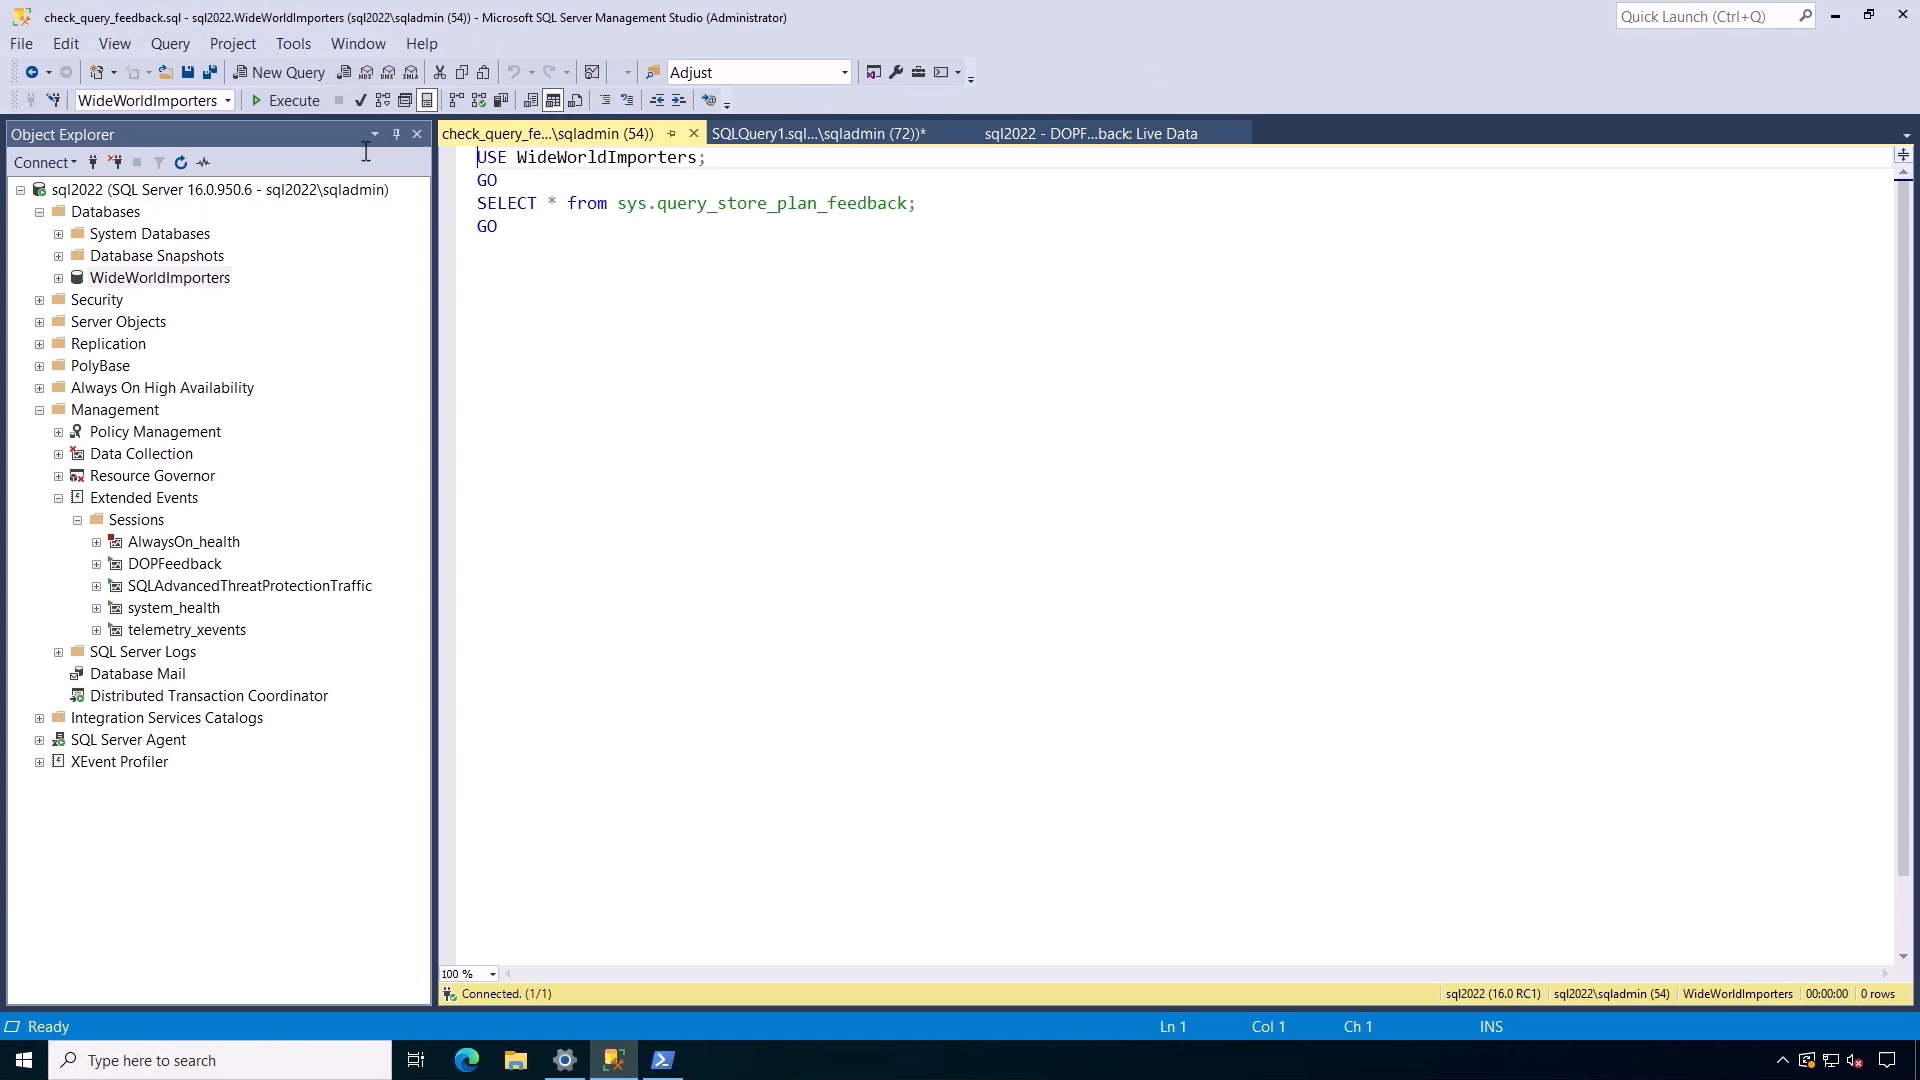 check_query_feedback.sql - sql2022.WideWorldImporters (sql2022\sqladmin (54)) - Microsoft SQL Server Management Studio (Administrator)
Quick Launch (Ctrl+Q)
File Edit View Query Project Tools Window Help
New Query
Adjust
WideWorldImporters
Execute
Object Explorer
check_query_fe...\sqladmin (54))
SQLQuery1.sql...\sqladmin (72))*
sql2022 - DOPF...back: Live Data
Connect
USE WideWorldImporters;
GO
SELECT * from sys.query_store_plan_feedback;
GO
sql2022 (SQL Server 16.0.950.6 - sql2022\sqladmin)
Databases
System Databases
Database Snapshots
WideWorldImporters
Security
Server Objects
Replication
PolyBase
Always On High Availability
Management
Policy Management
Data Collection
Resource Governor
Extended Events
Sessions
AlwaysOn_health
DOPFeedback
SQLAdvancedThreatProtectionTraffic
system_health
telemetry_xevents
SQL Server Logs
Database Mail
Distributed Transaction Coordinator
Integration Services Catalogs
SQL Server Agent
XEvent Profiler
100 %
Connected. (1/1)
sql2022 (16.0 RC1)
sql2022\sqladmin (54)
WideWorldImporters
00:00:00
0 rows
Ready
Ln 1
Col 1
Ch 1
INS
Type here to search